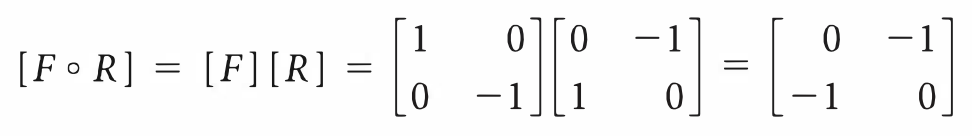 [F ∘ R] = [F][R] = [1 0; 0 −1][0 −1; 1 0] = [0 −1; −1 0]